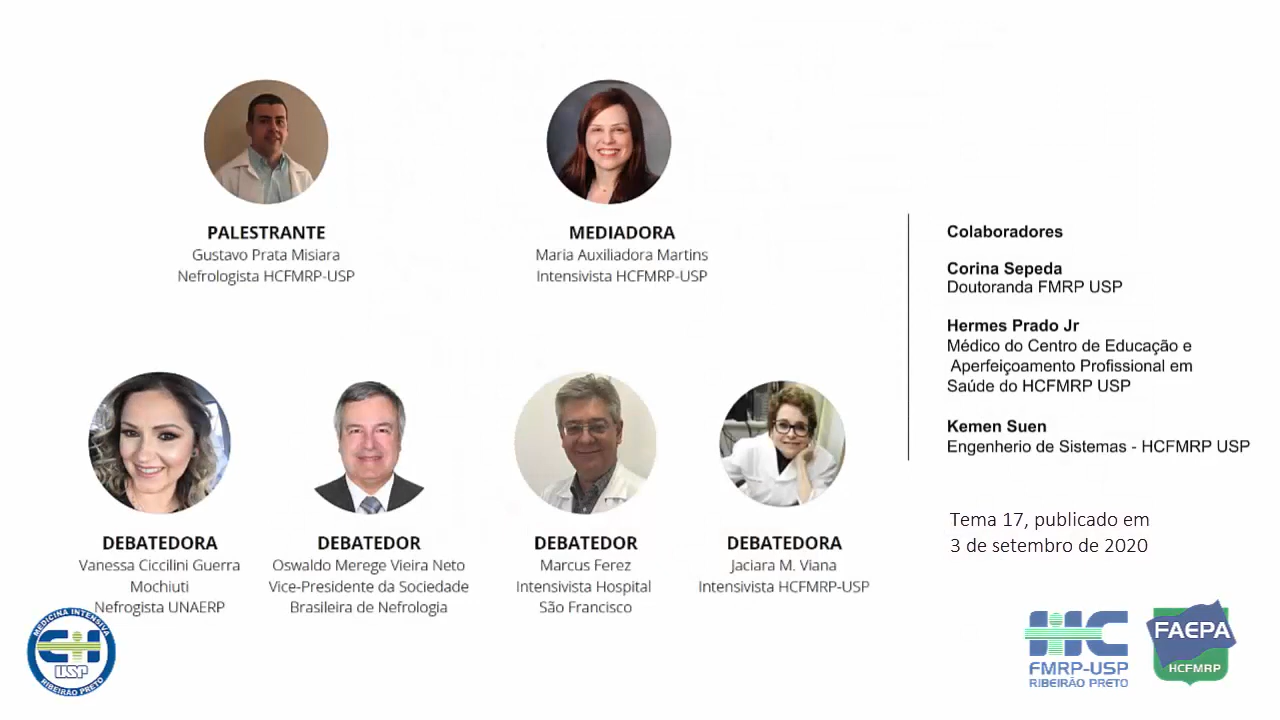 PALESTRANTE
Gustavo Prata Misiara
Nefrologista HCFMRP-USP
MEDIADORA
Maria Auxiliadora Martins
Intensivista HCFMRP-USP
DEBATEDORA
Vanessa Ciccilini Guerra
Mochiuti
Nefrogista UNAERP
DEBATEDOR
Oswaldo Merege Vieira Neto
Vice-Presidente da Sociedade
Brasileira de Nefrologia
DEBATEDOR
Marcus Ferez
Intensivista Hospital
São Francisco
DEBATEDORA
Jaciara M. Viana
Intensivista HCFMRP-USP
Colaboradores
Corina Sepeda
Doutoranda FMRP USP
Hermes Prado Jr
Médico do Centro de Educação e
Aperfeiçoamento Profissional em
Saúde do HCFMRP USP
Kemen Suen
Engenherio de Sistemas - HCFMRP USP
Tema 17, publicado em
3 de setembro de 2020
MEDICINA INTENSIVA
USP
RIBEIRÃO PRETO
HC
FMRP-USP
RIBEIRÃO PRETO
FAEPA
HCFMRP